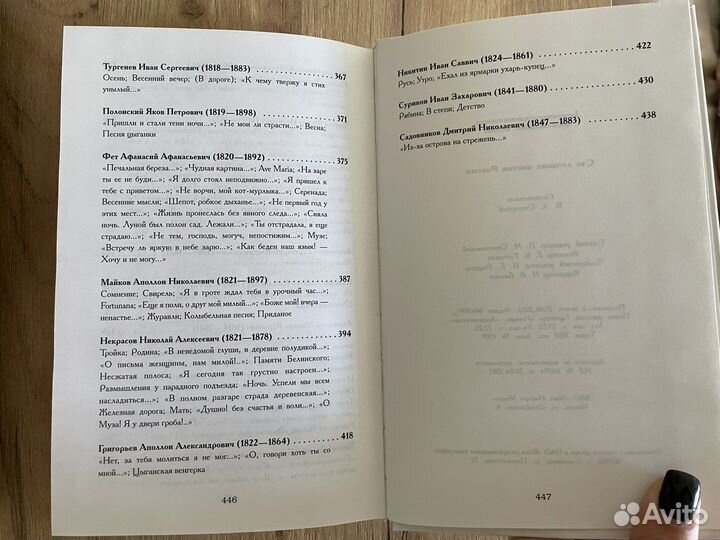 Тургенев Иван Сергеевич (1818—1883) 367
Осень; Весенний вечер; (В дороге); «К чему твержу я стих
унылый...»
Полонский Яков Петрович (1819—1898) 371
«Пришли и стали тени ночи...»; «Не мои ли страсти...»; Весна;
Песня цыганки
Фет Афанасий Афанасьевич (1820—1892) 375
«Печальная береза...»; «Чудная картина...»; Ave Maria; «На заре
ты ее не буди...»; «Я долго стоял неподвижно...»; «Я пришел к
тебе с приветом...»; «Не ворчи, мой кот-мурлыка...»; Серенада;
Весенние мысли; «Шепот, робкое дыханье...»; «Не первый год у
этих мест...»; «Жизнь пронеслась без явного следа...»; «Сияла
ночь. Луной был полон сад. Лежали...»; «Ты отстрадала, я еще
страдаю...»; «Не тем, господь, могуч, непостижим...»; Музе;
«Встречу ль яркую в небе зарю...»; «Как беден наш язык! —
Хочу и не могу...»
Майков Аполлон Николаевич (1821—1897) 387
Сомнение; Свирель; «Я в гроте ждал тебя в урочный час...»;
Fortunata; «Еще я полн, о друг мой милый...»; «Боже мой! вчера —
ненастье...»; Журавли; Колыбельная песня; Приданое
Некрасов Николай Алексеевич (1821—1878) 394
Тройка; Родина; «В неведомой глуши, в деревне полудикой...»;
«О письма женщины, нам милой!..»; Памяти Белинского;
Несжатая полоса; «Я сегодня так грустно настроен...»;
Размышления у парадного подъезда; «Ночь. Успели мы всем
насладиться...»; «В полном разгаре страда деревенская...»;
Железная дорога; Мать; «Душно! без счастья и воли...»; «О
Муза! Я у двери гроба!..»
Григорьев Аполлон Александрович (1822—1864) 418
«Нет, за тебя молиться я не мог...»; «О, говори хоть ты со
мной...»; Цыганская венгерка
446
Никитин Иван Саввич (1824—1861) 422
Русь; Утро; «Ехал из ярмарки ухарь-купец...»
Суриков Иван Захарович (1841—1880) 430
Рябина; В степи; Детство
Садовников Дмитрий Николаевич (1847—1883) 438
«Из-за острова на стрежень...»
447
Avito